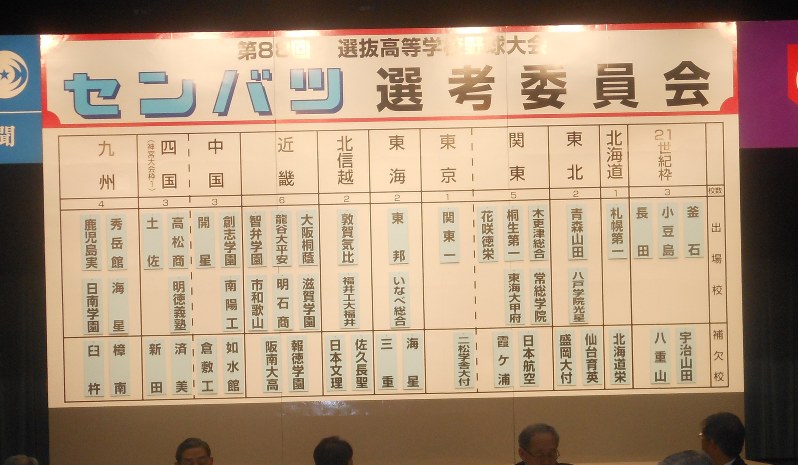 第88回 選抜高等学校野球大会
センバツ 選考委員会
聞
校数
出場校
補欠校
21世紀枠
3
釜石
小豆島
長田
宇治山田
八重山
北海道
1
札幌第一
北海道栄
東北
2
青森山田
八戸学院光星
仙台育英
盛岡大付
関東
5
木更津総合
常総学院
桐生第一
東海大甲府
花咲徳栄
日本航空
霞ケ浦
東京
1
関東一
二松学舎大付
東海
2
東邦
いなべ総合
海星
三重
北信越
2
敦賀気比
福井工大福井
佐久長聖
日本文理
近畿
6
大阪桐蔭
滋賀学園
龍谷大平安
明石商
智弁学園
市和歌山
報徳学園
阪南大高
中国
3
創志学園
南陽工
開星
如水館
倉敷工
四国
(神宮大会枠1)
3
高松商
明徳義塾
土佐
済美
新田
九州
4
秀岳館
海星
鹿児島実
日南学園
樟南
臼杵